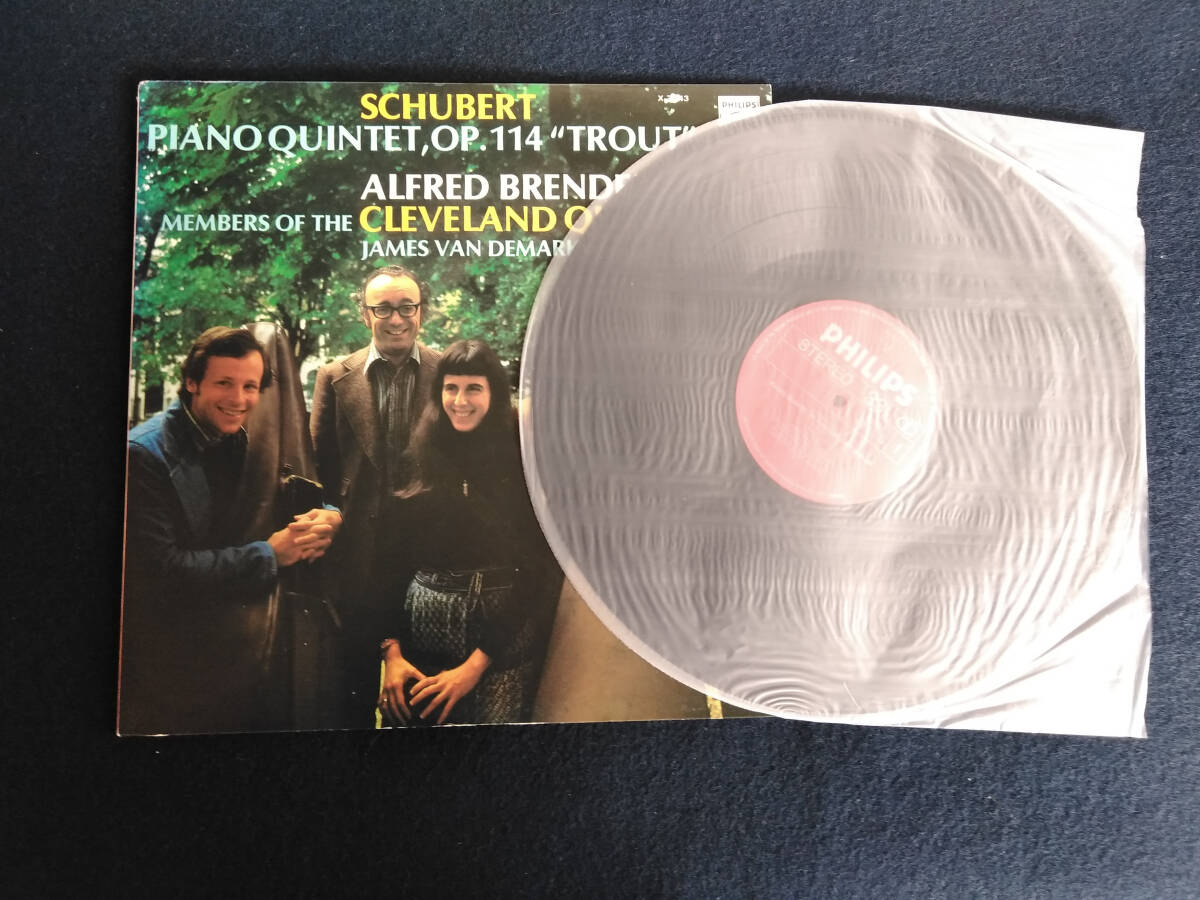 SCHUBERT
PHILIPS
PIANO QUINTET, OP. 114 “TROUT”
ALFRED BRENDE
MEMBERS OF THE CLEVELAND
JAMES VAN DEMAR
PHILIPS
STEREO